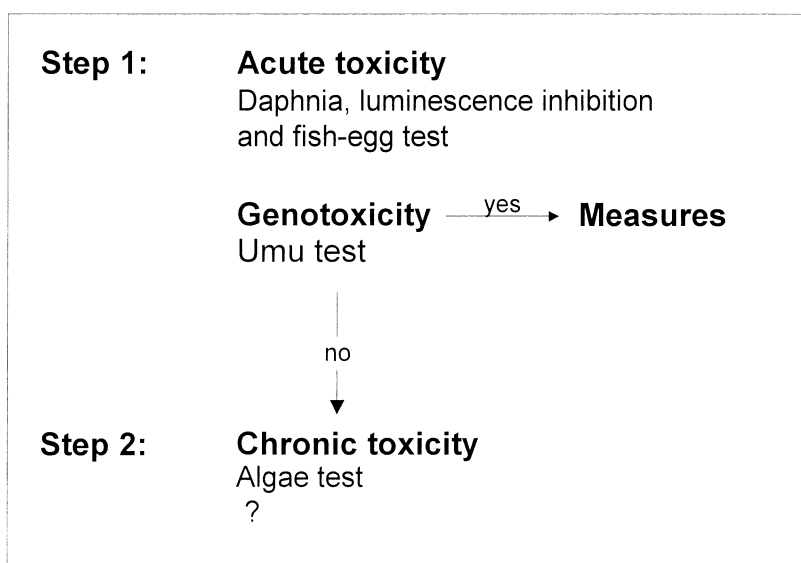 Step 1: Acute toxicity
Daphnia, luminescence inhibition
and fish-egg test
Genotoxicity yes Measures
Umu test
no
Step 2: Chronic toxicity
Algae test
?